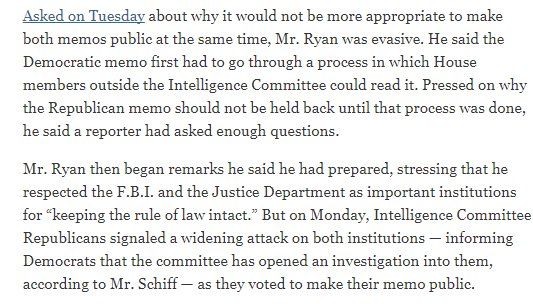 Asked on Tuesday about why it would not be more appropriate to make
both memos public at the same time, Mr. Ryan was evasive. He said the
Democratic memo first had to go through a process in which House
members outside the Intelligence Committee could read it. Pressed on why
the Republican memo should not be held back until that process was done,
he said a reporter had asked enough questions.
Mr. Ryan then began remarks he said he had prepared, stressing that he
respected the F.B.I. and the Justice Department as important institutions
for “keeping the rule of law intact.” But on Monday, Intelligence Committee
Republicans signaled a widening attack on both institutions — informing
Democrats that the committee has opened an investigation into them,
according to Mr. Schiff — as they voted to make their memo public.